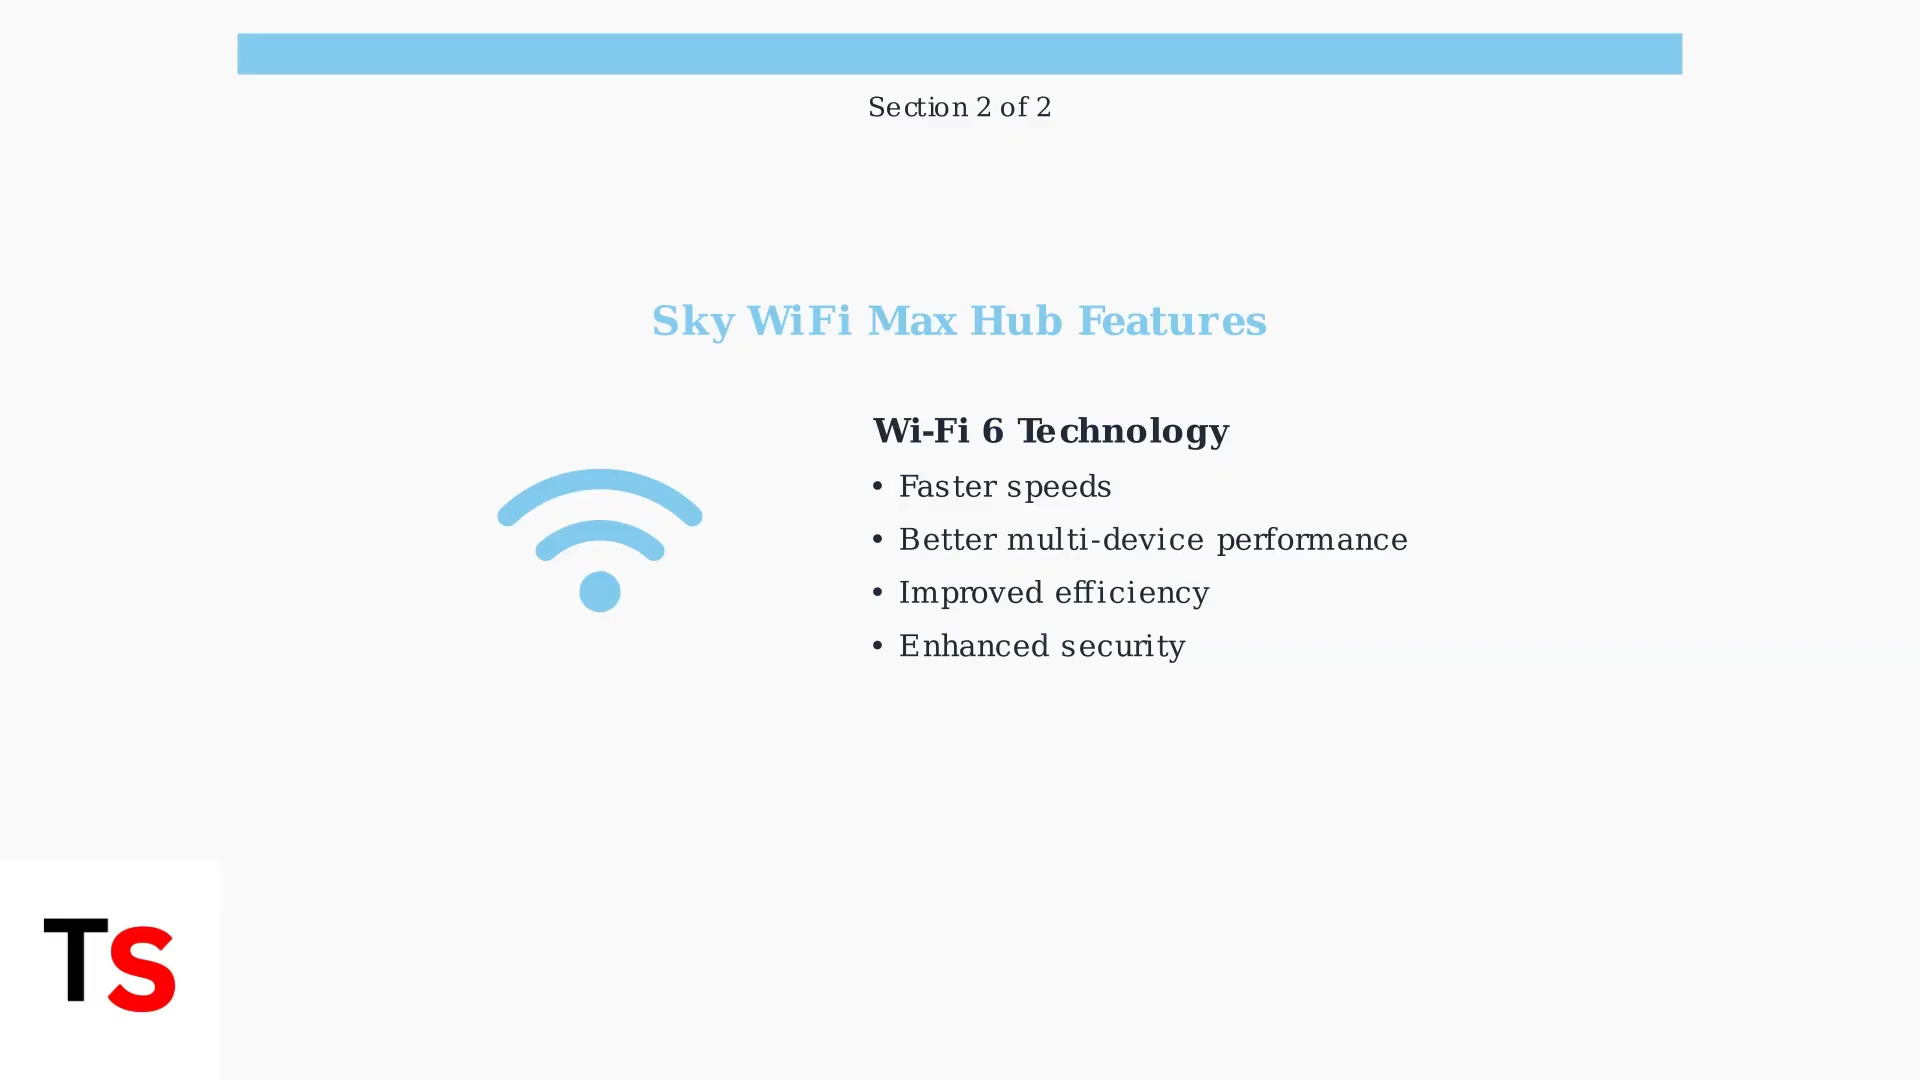 Section 2 of 2
Sky WiFi Max Hub Features
Wi-Fi 6 Technology
• Faster speeds
• Better multi-device performance
• Improved efficiency
• Enhanced security
TS